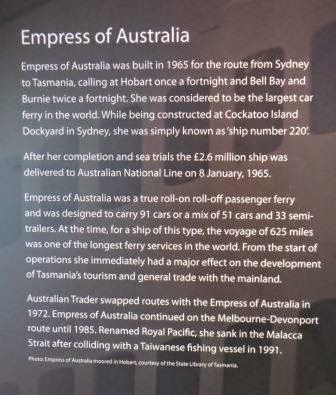 Empress of Australia
Empress of Australia was built in 1965 for the route from Sydney
to Tasmania, calling at Hobart once a fortnight and Bell Bay and
Burnie twice a fortnight. She was considered to be the largest car
ferry in the world. While being constructed at Cockatoo Island
Dockyard in Sydney, she was simply known as 'ship number 220'.
After her completion and sea trials the £2.6 million ship was
delivered to Australian National Line on 8 January, 1965.
Empress of Australia was a true roll-on roll-off passenger ferry
and was designed to carry 91 cars or a mix of 51 cars and 33 semi-
trailers. At the time, for a ship of this type, the voyage of 625 miles
was one of the longest ferry services in the world. From the start of
operations she immediately had a major effect on the development
of Tasmania's tourism and general trade with the mainland.
Australian Trader swapped routes with the Empress of Australia in
1972. Empress of Australia continued on the Melbourne-Devonport
route until 1985. Renamed Royal Pacific, she sank in the Malacca
Strait after colliding with a Taiwanese fishing vessel in 1991.
Photo: Empress of Australia moored in Hobart, courtesy of the State Library of Tasmania.